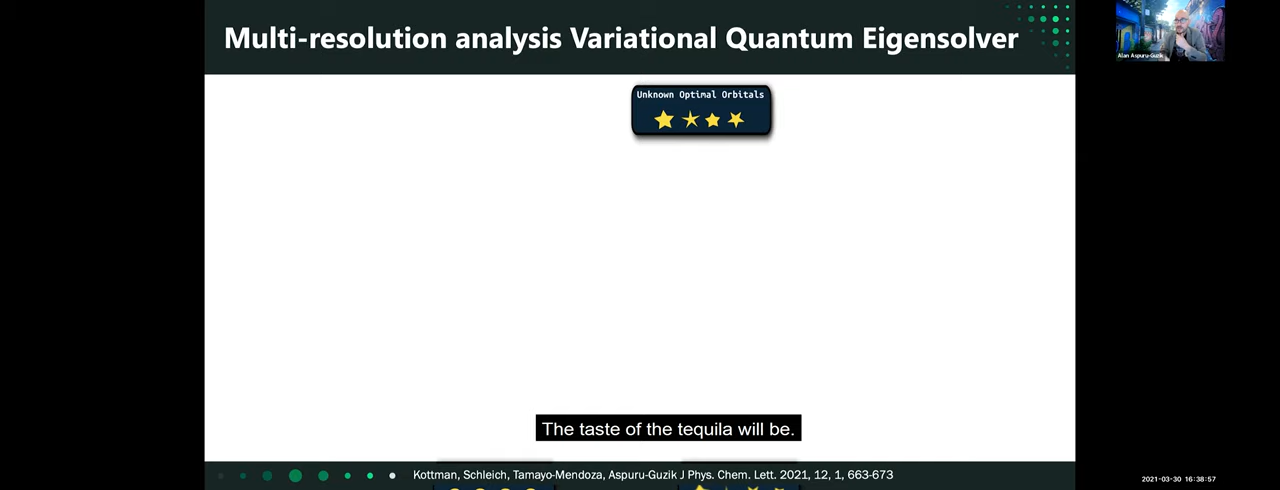 Multi-resolution analysis Variational Quantum Eigensolver
Alan Aspuru-Guzik
Unknown Optimal Orbitals
The taste of the tequila will be.
Kottman, Schleich, Tamayo-Mendoza, Aspuru-Guzik J Phys. Chem. Lett. 2021, 12, 1, 663-673
2021-03-30 16:38:57